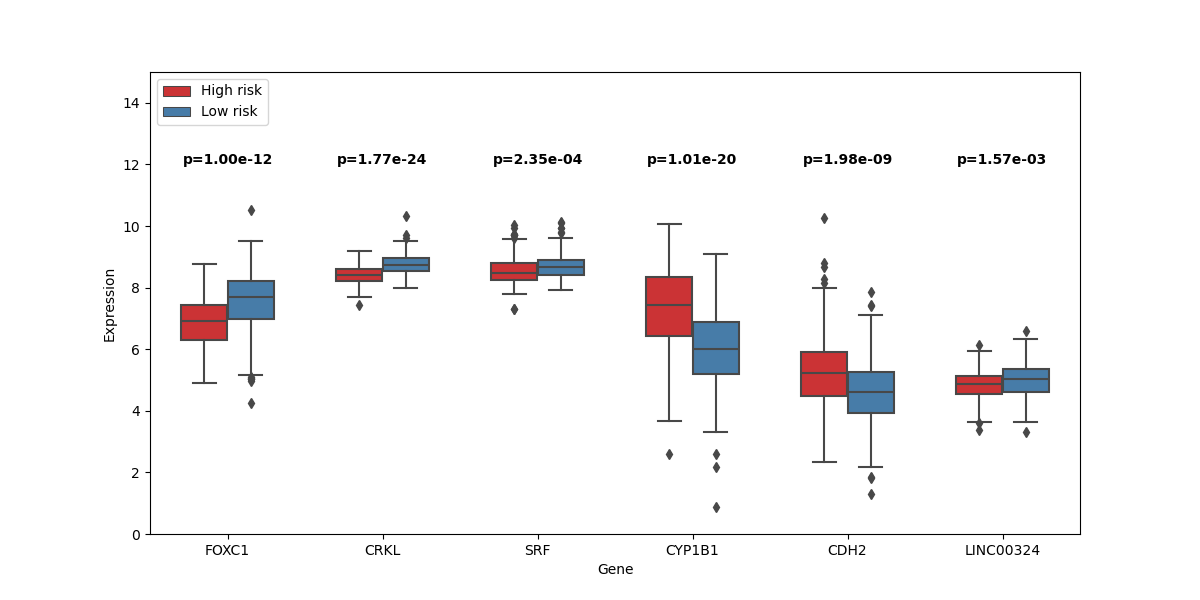 High risk
Low risk
p=1.00e-12 p=1.77e-24 p=2.35e-04 p=1.01e-20 p=1.98e-09 p=1.57e-03
14
12
10
8
6
4
2
0
Expression
FOXC1 CRKL SRF CYP1B1 CDH2 LINC00324
Gene